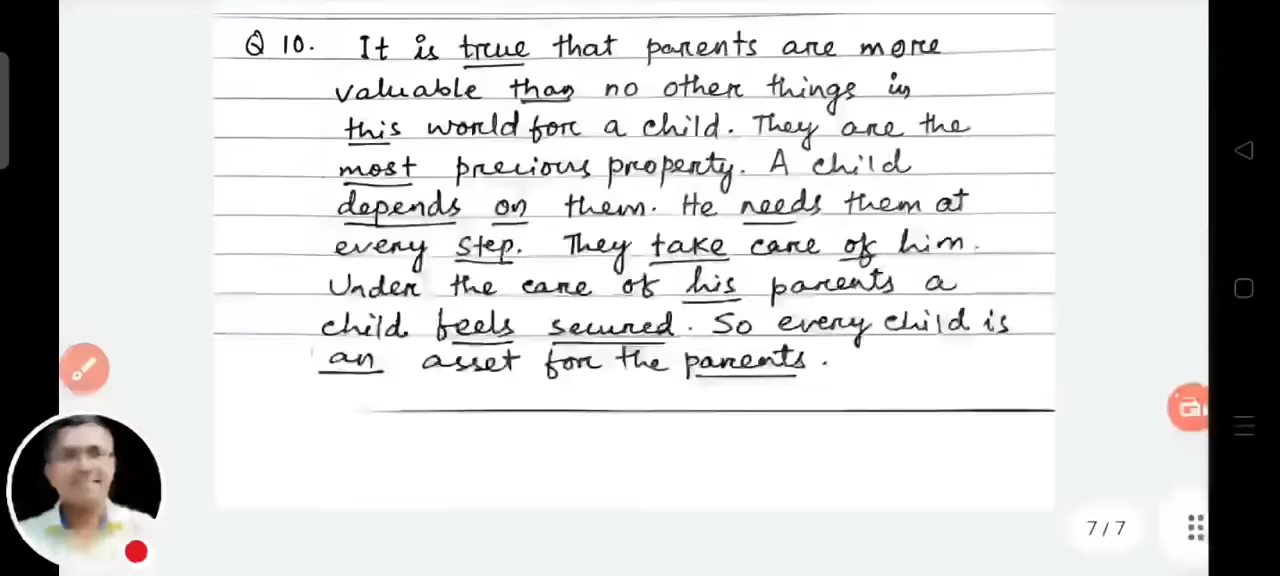 Q 10. It is true that parents are more
valuable than no other things in
this world for a child. They are the
most precious property. A child
depends on them. He needs them at
every step. They take care of him.
Under the care of his parents a
child feels secured. So every child is
an asset for the parents.
7/7